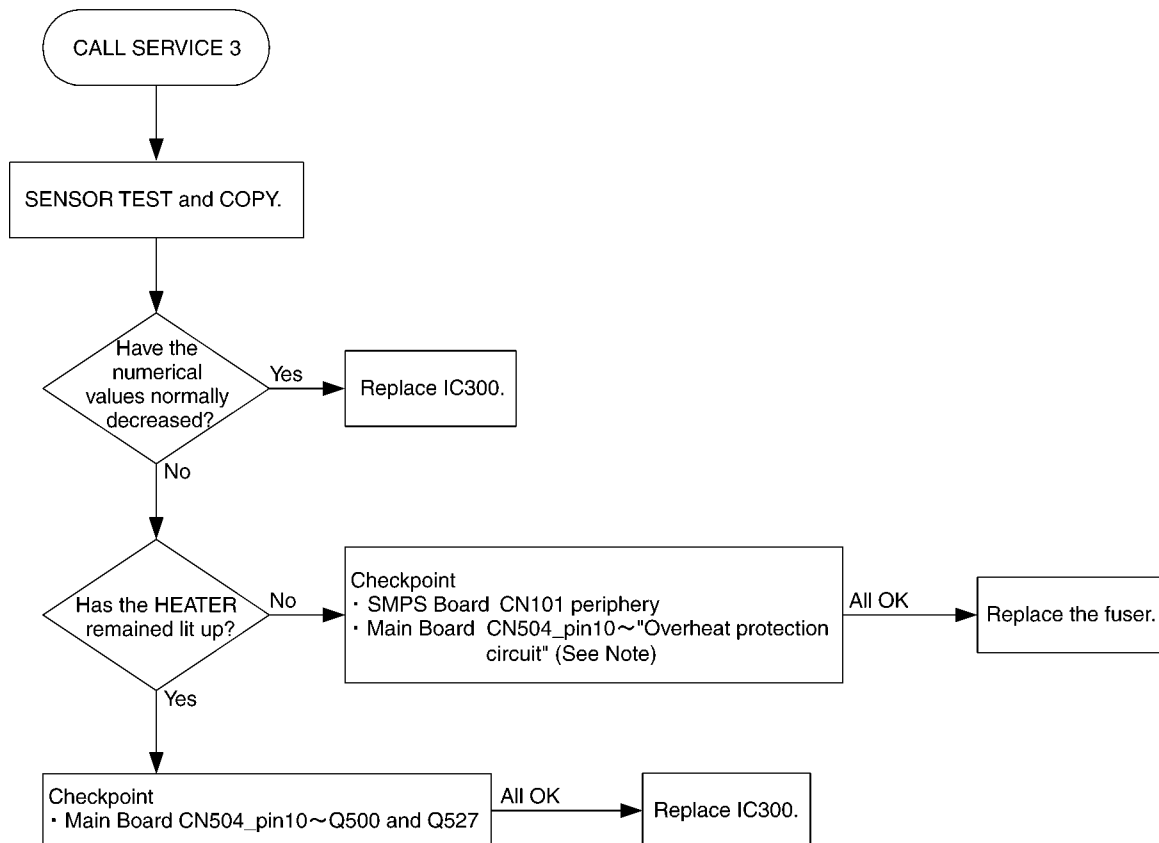 CALL SERVICE 3
SENSOR TEST and COPY.
Have the
numerical
values normally
decreased?
Yes
Replace IC300.
No
Has the HEATER
remained lit up?
No
Checkpoint
・ SMPS Board CN101 periphery
・ Main Board CN504_pin10～"Overheat protection
circuit" (See Note)
All OK
Replace the fuser.
Yes
Checkpoint
・ Main Board CN504_pin10～Q500 and Q527
All OK
Replace IC300.